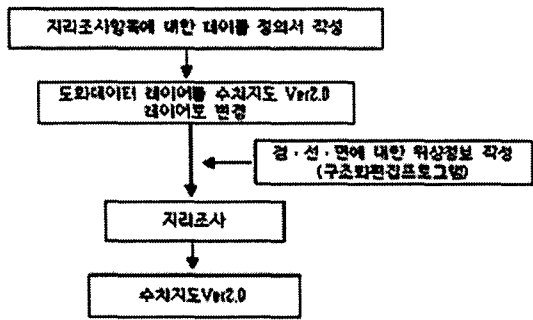 지리조사항목에 대한 테이블 정의서 작성
도화데이터 레이어를 수치지도 Ver2.0
레이어로 변경
점·선·면에 대한 위상정보 작성
(구조화편집프로그램)
지리조사
수치지도Ver2.0